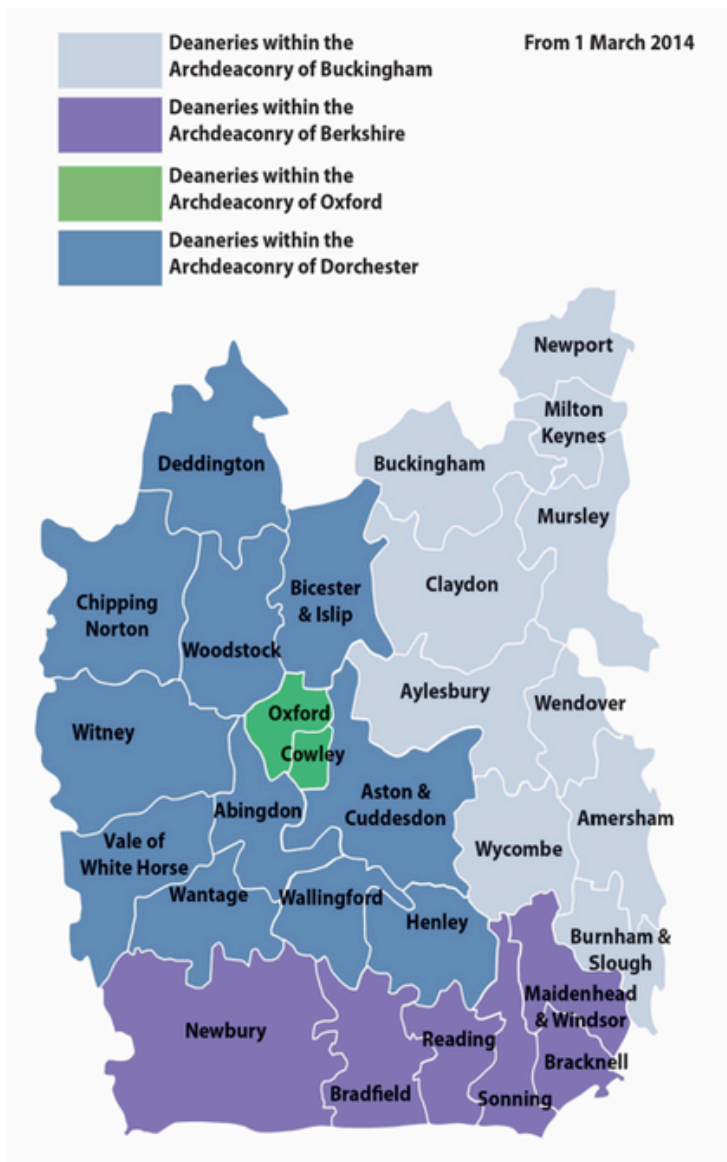 Deaneries within the
Archdeaconry of Buckingham
From 1 March 2014
Deaneries within the
Archdeaconry of Berkshire
Deaneries within the
Archdeaconry of Oxford
Deaneries within the
Archdeaconry of Dorchester
Newport
Milton
Keynes
Deddington
Buckingham
Mursley
Claydon
Bicester
& Islip
Chipping
Norton
Woodstock
Aylesbury
Wendover
Oxford
Witney
Cowley
Aston &
Cuddesdon
Abingdon
Amersham
Vale of
White Horse
Wycombe
Wantage
Wallingford
Henley
Burnham &
Slough
Maidenhead
& Windsor
Newbury
Reading
Bracknell
Bradfield
Sonning